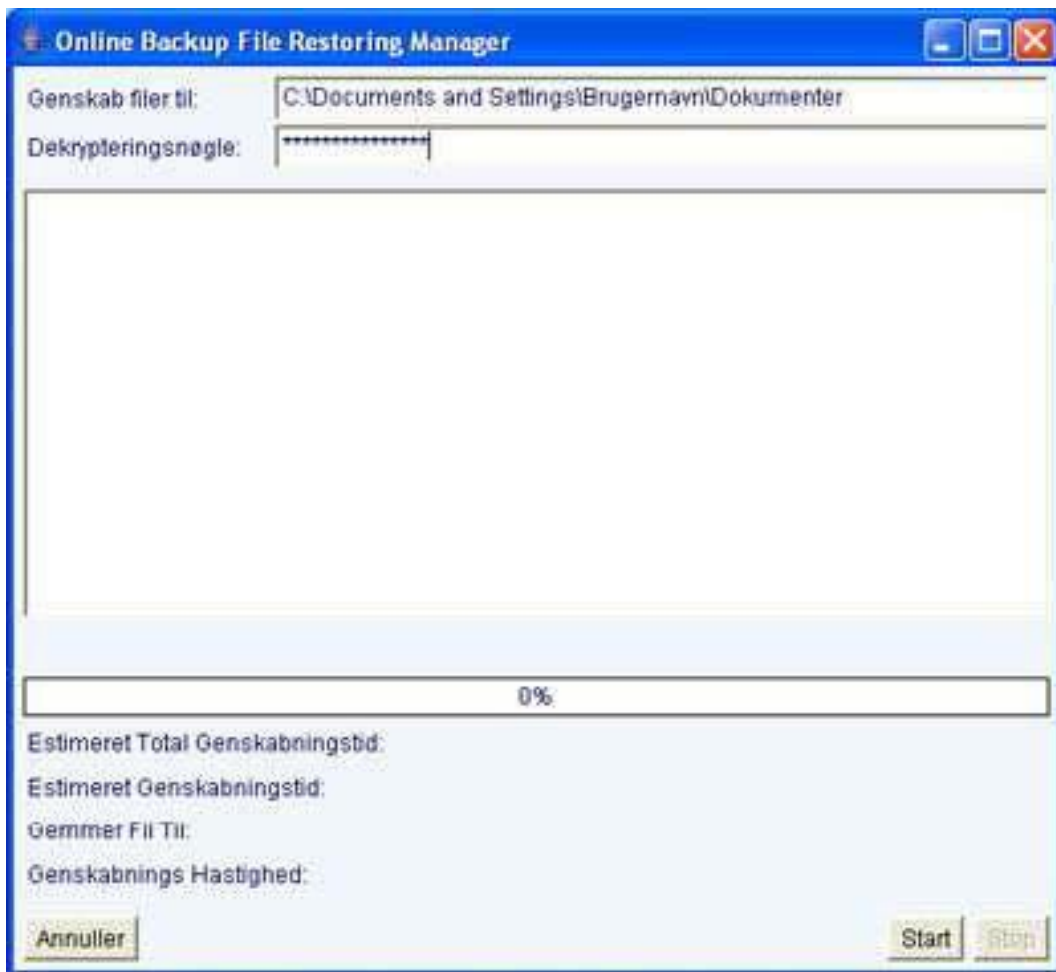 Online Backup File Restoring Manager
Genskab filer til: C:\Documents and Settings\Brugernavn\Dokumenter
Dekrypteringsnøgle: ***************
0%
Estimeret Total Genskabningstid:
Estimeret Genskabningstid:
Gemmer Fil Til:
Genskabnings Hastighed:
Annuller Start Stop